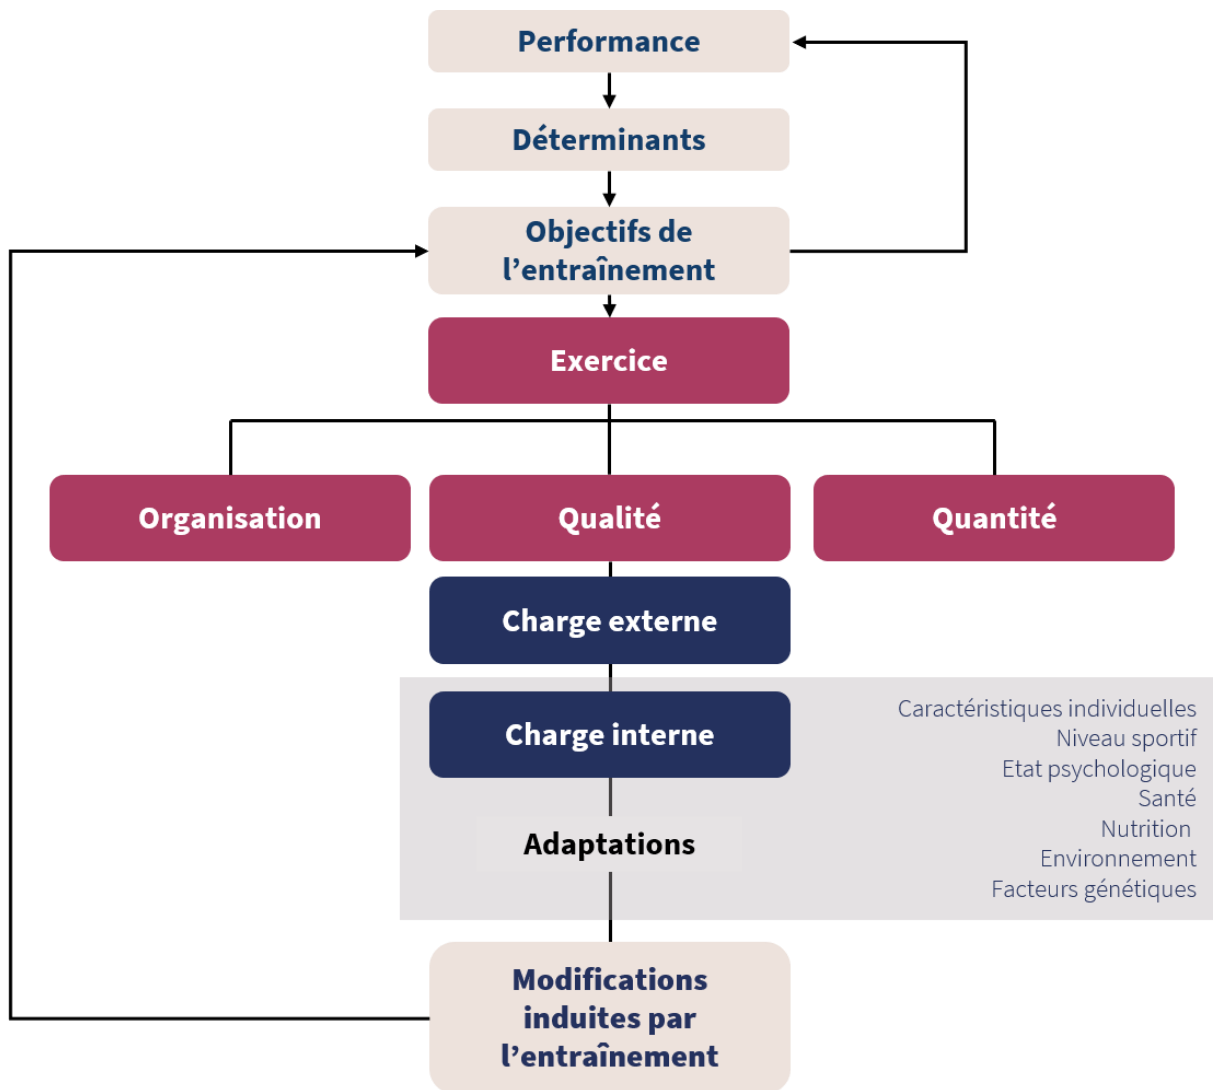 Performance
Déterminants
Objectifs de
l’entraînement
Exercice
Organisation
Qualité
Quantité
Charge externe
Charge interne
Caractéristiques individuelles
Niveau sportif
Etat psychologique
Santé
Nutrition
Environnement
Facteurs génétiques
Adaptations
Modifications
induites par
l’entraînement